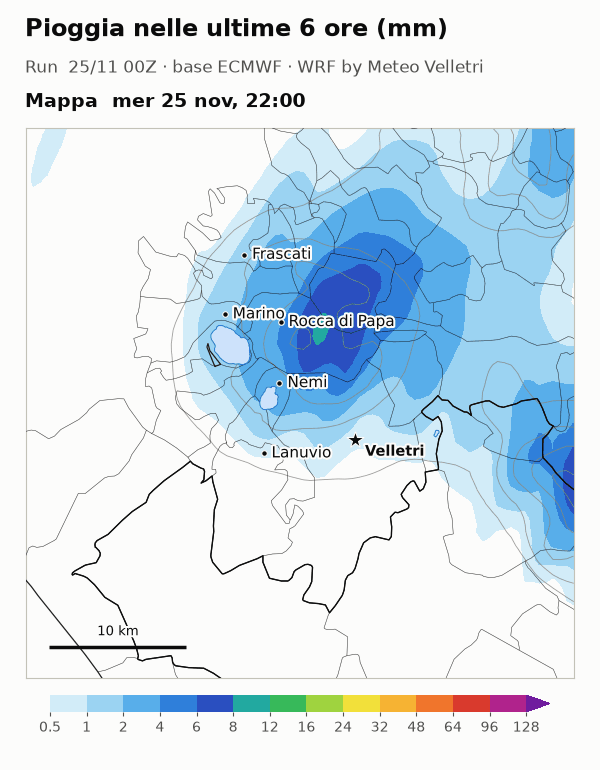 Pioggia nelle ultime 6 ore (mm)
Run  25/11 00Z · base ECMWF · WRF by Meteo Velletri
Mappa  mer 25 nov, 22:00
Frascati
Marino
Rocca di Papa
Nemi
Velletri
Lanuvio
10 km
0.5 1 2 4 6 8 12 16 24 32 48 64 96 128